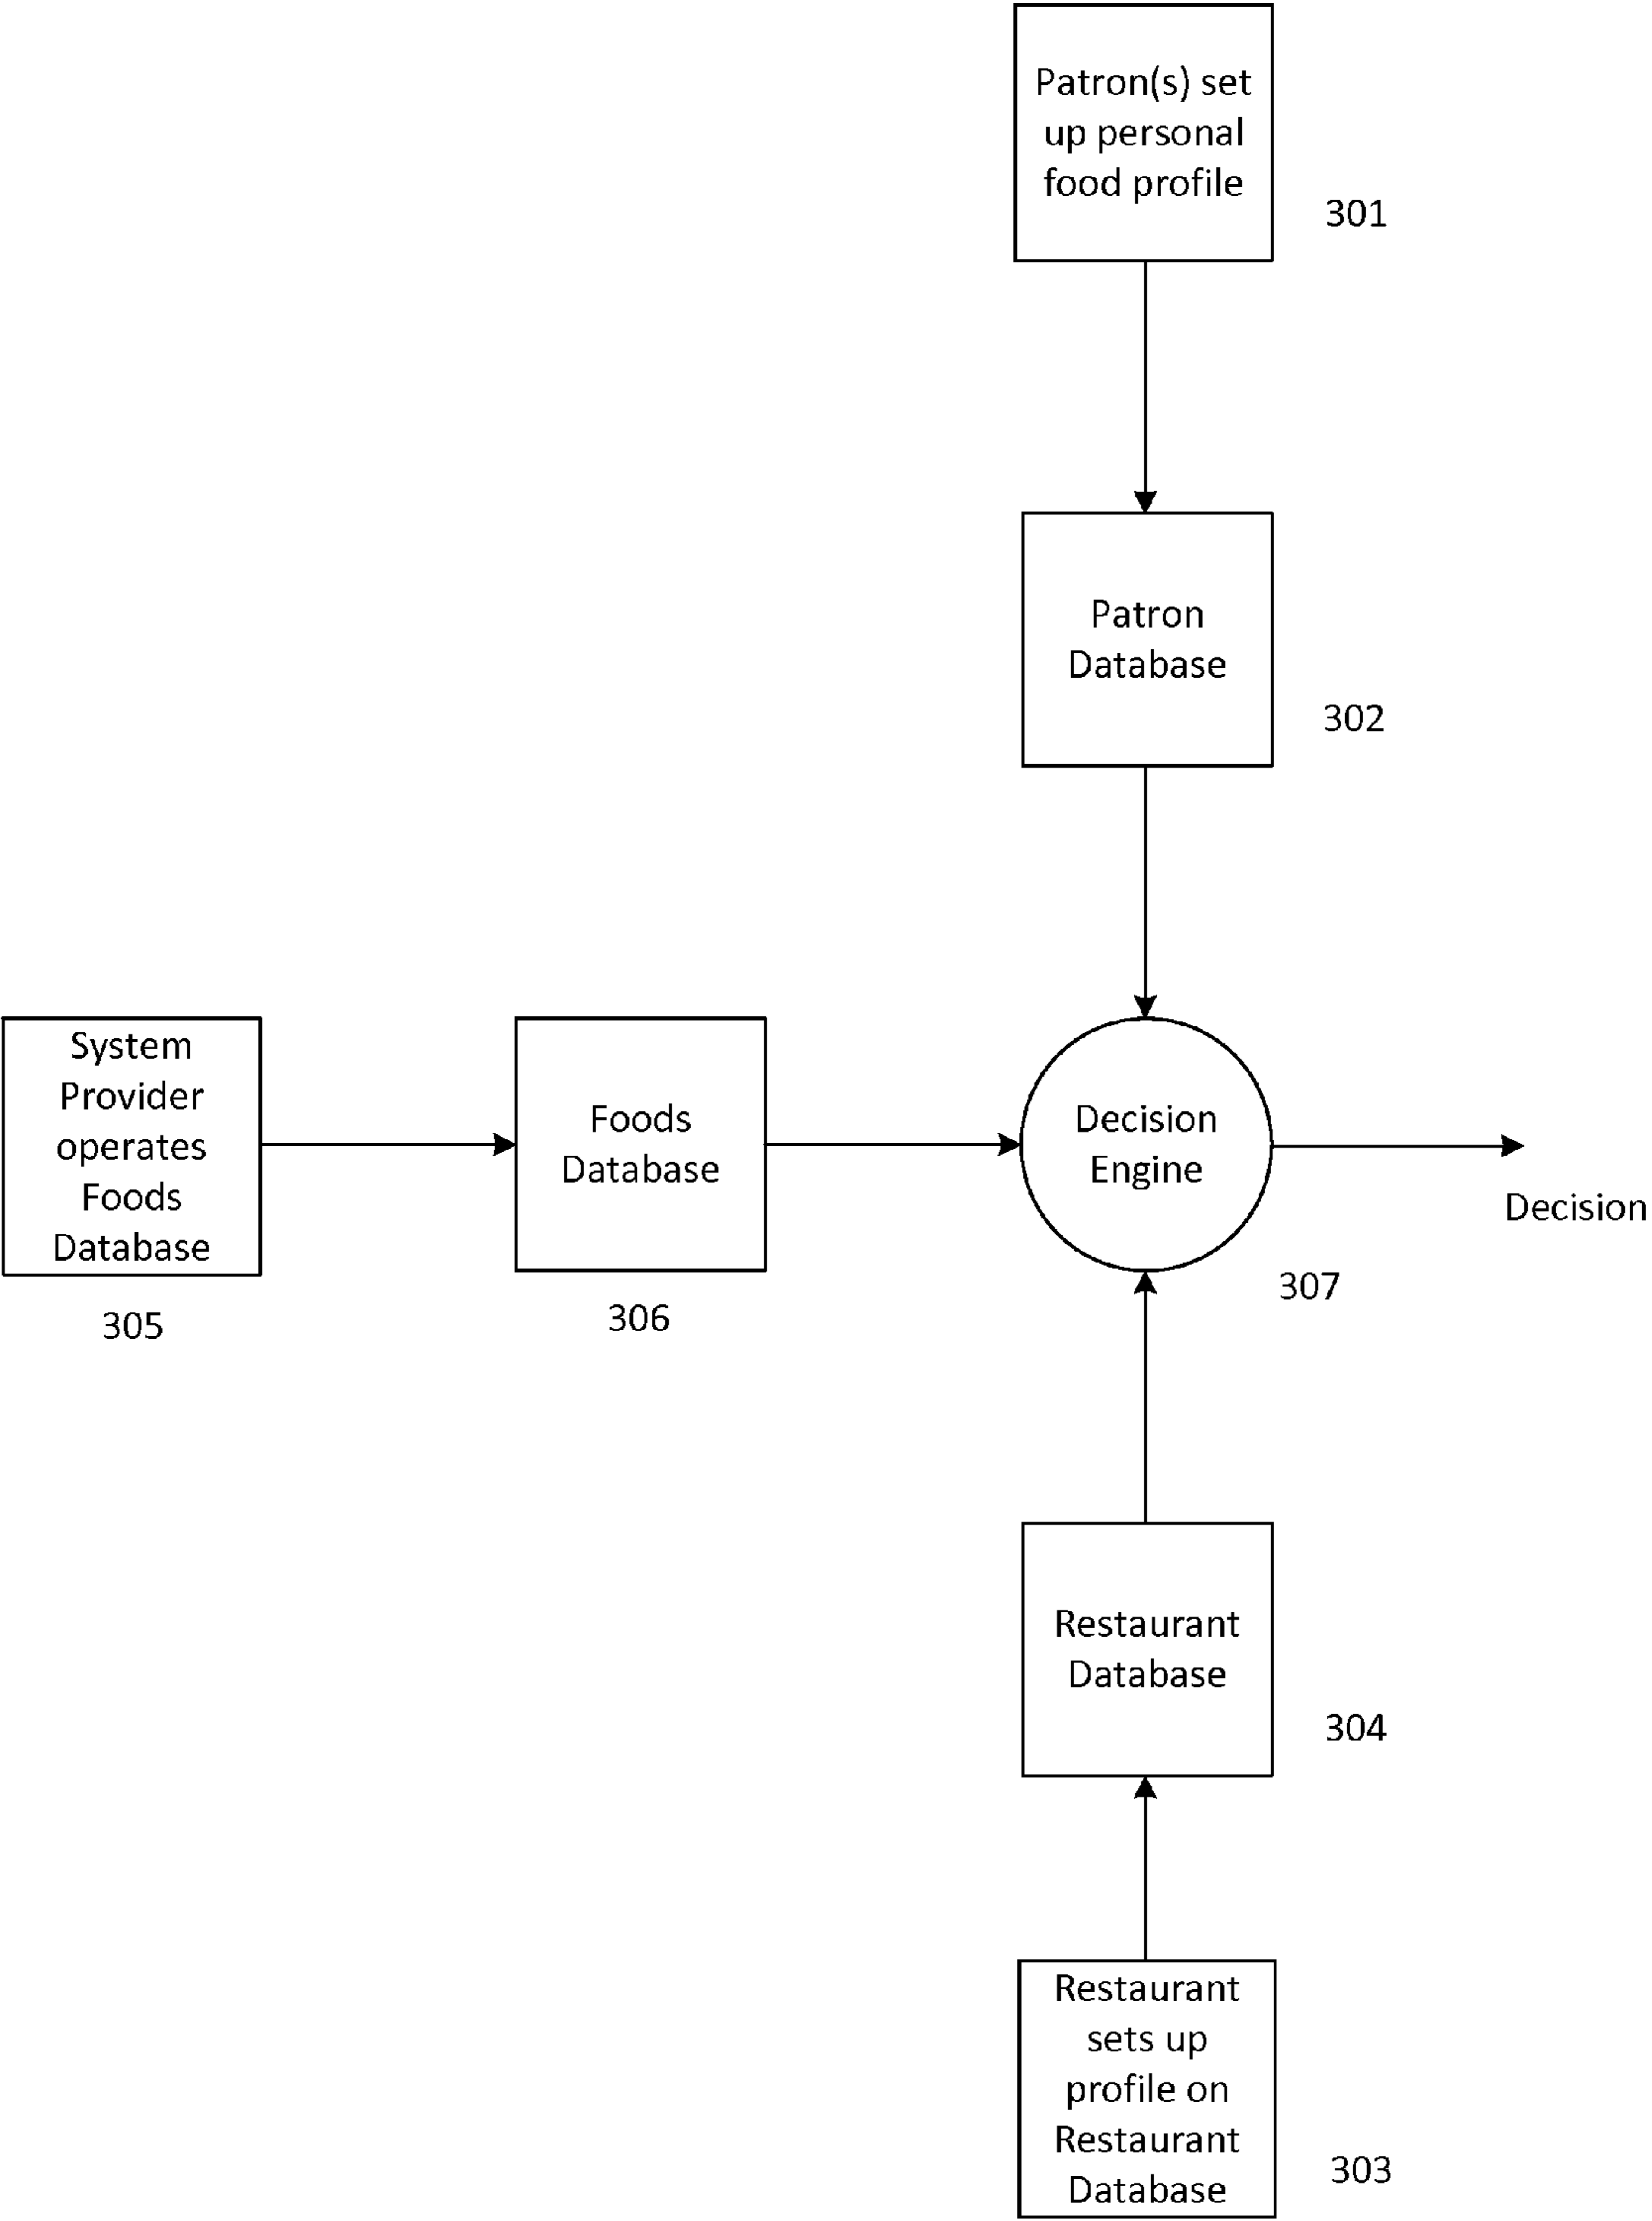 Patron(s) set
up personal
food profile
301
Patron
Database
302
System
Provider
operates
Foods
Database
305
Foods
Database
306
Decision
Engine
307
Decision
Restaurant
Database
304
Restaurant
sets up
profile on
Restaurant
Database
303